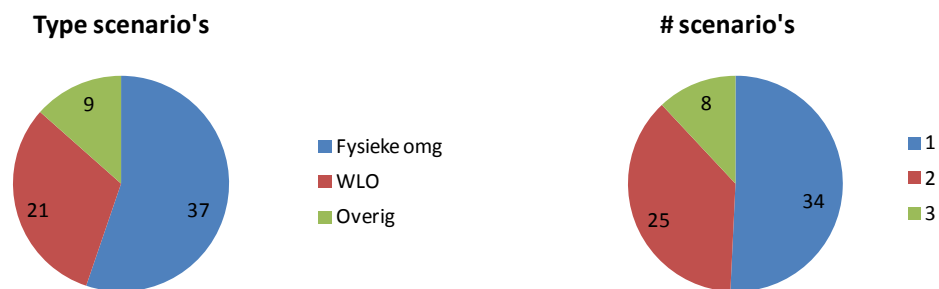 Type scenario's
9
21
37
Fysieke omg
WLO
Overig
# scenario's
8
25
34
1
2
3